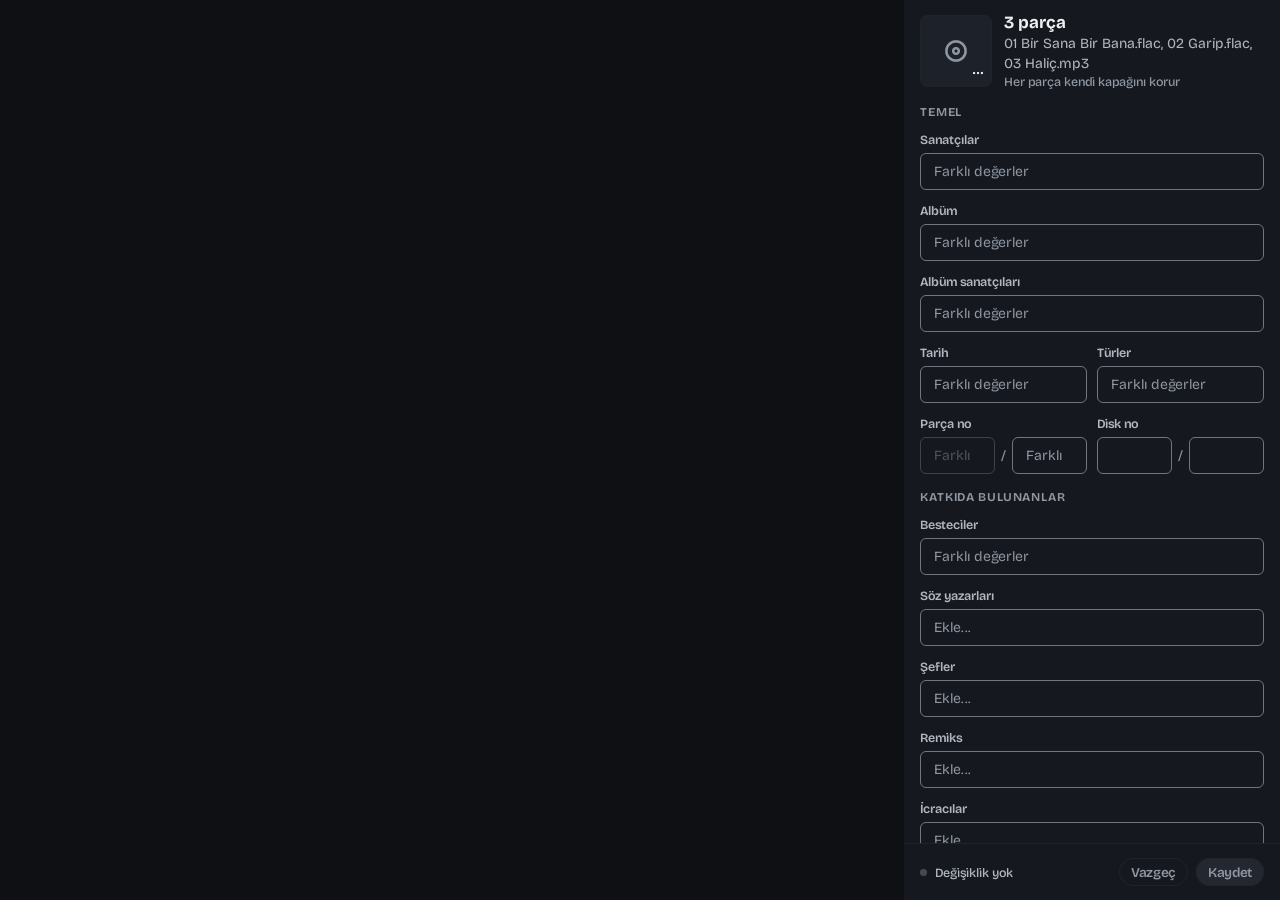 3 parça
01 Bir Sana Bir Bana.flac, 02 Garip.flac,
03 Haliç.mp3
Her parça kendi kapağını korur
TEMEL
Sanatçılar
Farklı değerler
Albüm
Farklı değerler
Albüm sanatçıları
Farklı değerler
Tarih Türler
Farklı değerler Farklı değerler
Parça no Disk no
Farklı / Farklı /
KATKIDA BULUNANLAR
Besteciler
Farklı değerler
Söz yazarları
Ekle...
Şefler
Ekle...
Remiks
Ekle...
İcracılar
Ekle...
Değişiklik yok Vazgeç Kaydet